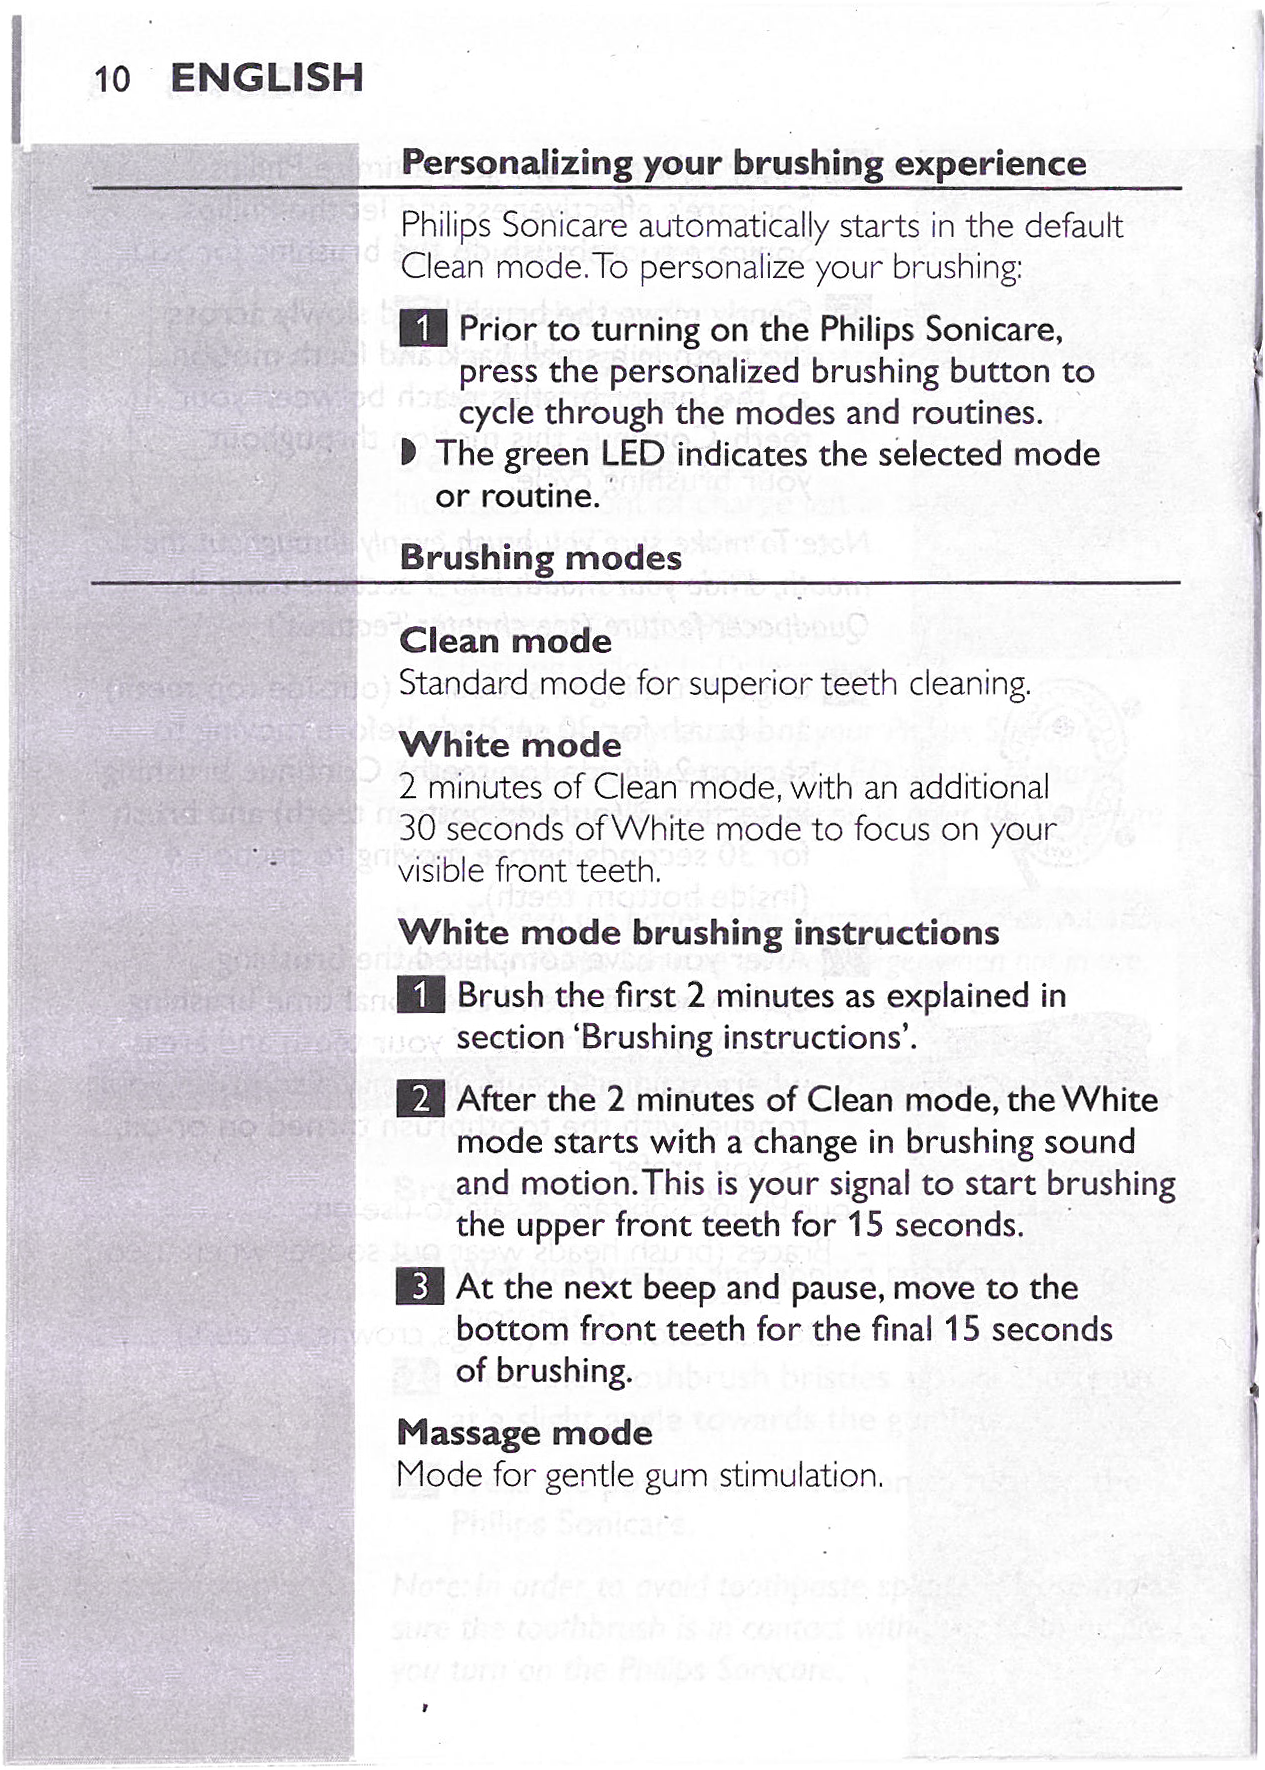 10 ENGLISH
Personalizing your brushing experience
Philips Sonicare automatically starts in the default
Clean mode. To personalize your brushing:
1 Prior to turning on the Philips Sonicare,
press the personalized brushing button to
cycle through the modes and routines.
◗ The green LED indicates the selected mode
or routine.
Brushing modes
Clean mode
Standard mode for superior teeth cleaning.
White mode
2 minutes of Clean mode, with an additional
30 seconds of White mode to focus on your
visible front teeth.
White mode brushing instructions
1 Brush the first 2 minutes as explained in
section ‘Brushing instructions’.
2 After the 2 minutes of Clean mode, the White
mode starts with a change in brushing sound
and motion. This is your signal to start brushing
the upper front teeth for 15 seconds.
3 At the next beep and pause, move to the
bottom front teeth for the final 15 seconds
of brushing.
Massage mode
Mode for gentle gum stimulation.